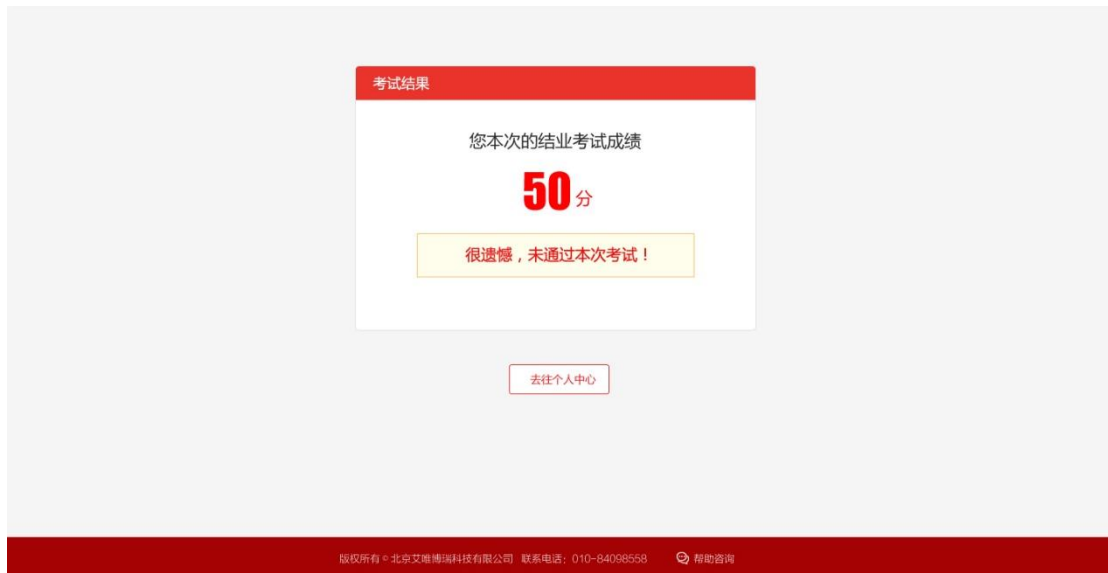 考试结果
您本次的结业考试成绩
50分
很遗憾，未通过本次考试！
去往个人中心
版权所有©北京艾唯博瑞科技有限公司 联系电话：010-84098558 帮助咨询